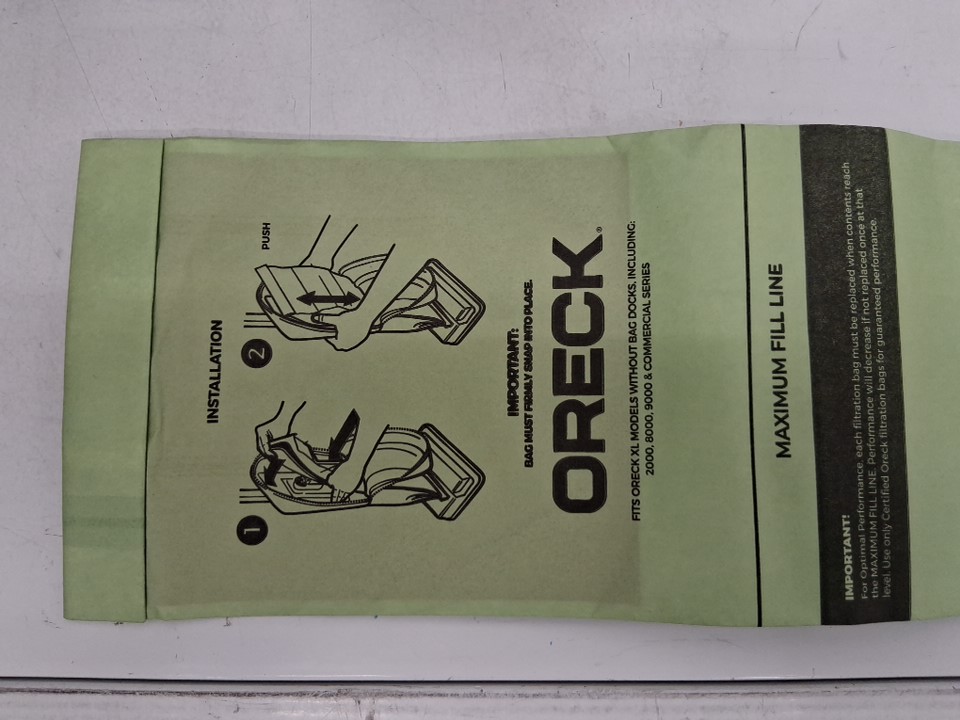 INSTALLATION
1
2
PUSH
IMPORTANT:
BAG MUST FIRMLY SNAP INTO PLACE.
ORECK®
FITS ORECK XL MODELS WITHOUT BAG DOCKS, INCLUDING:
2000, 8000, 9000 & COMMERCIAL SERIES
MAXIMUM FILL LINE
IMPORTANT!
For Optimal Performance, each filtration bag must be replaced when contents reach
the MAXIMUM FILL LINE. Performance will decrease if not replaced once at that
level. Use only Certified Oreck filtration bags for guaranteed performance.